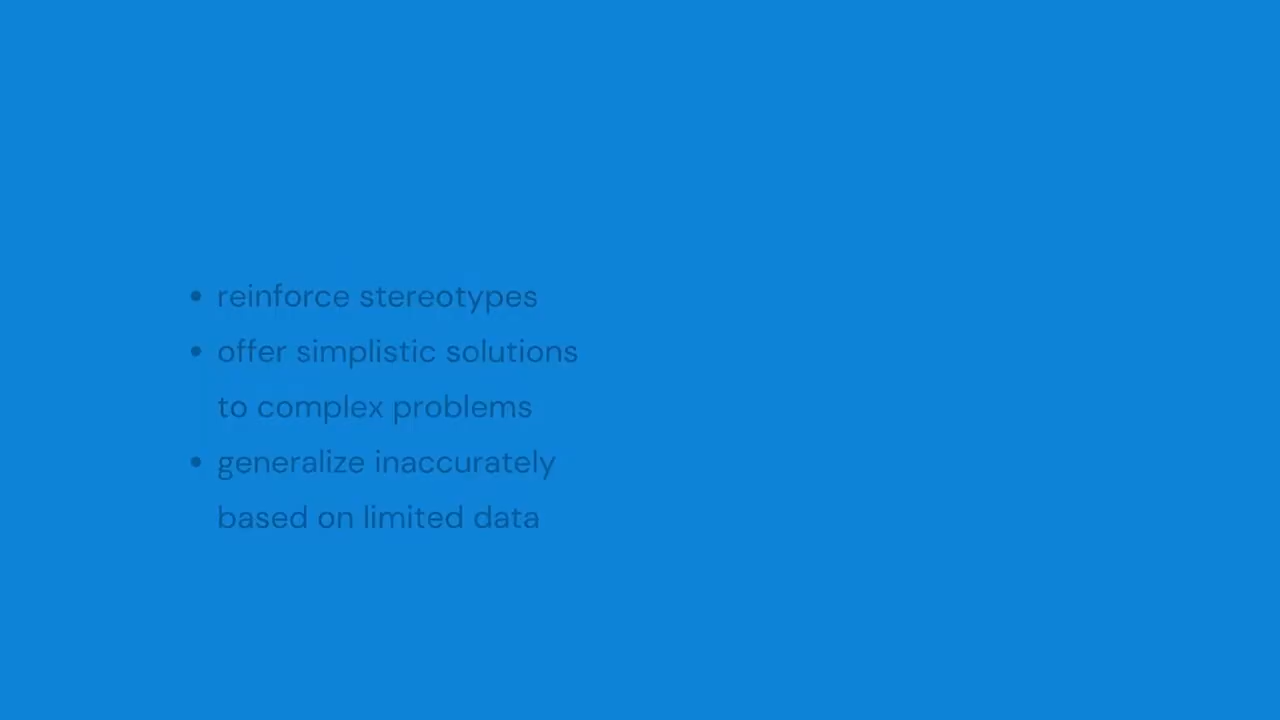 • reinforce stereotypes
• offer simplistic solutions
to complex problems
• generalize inaccurately
based on limited data